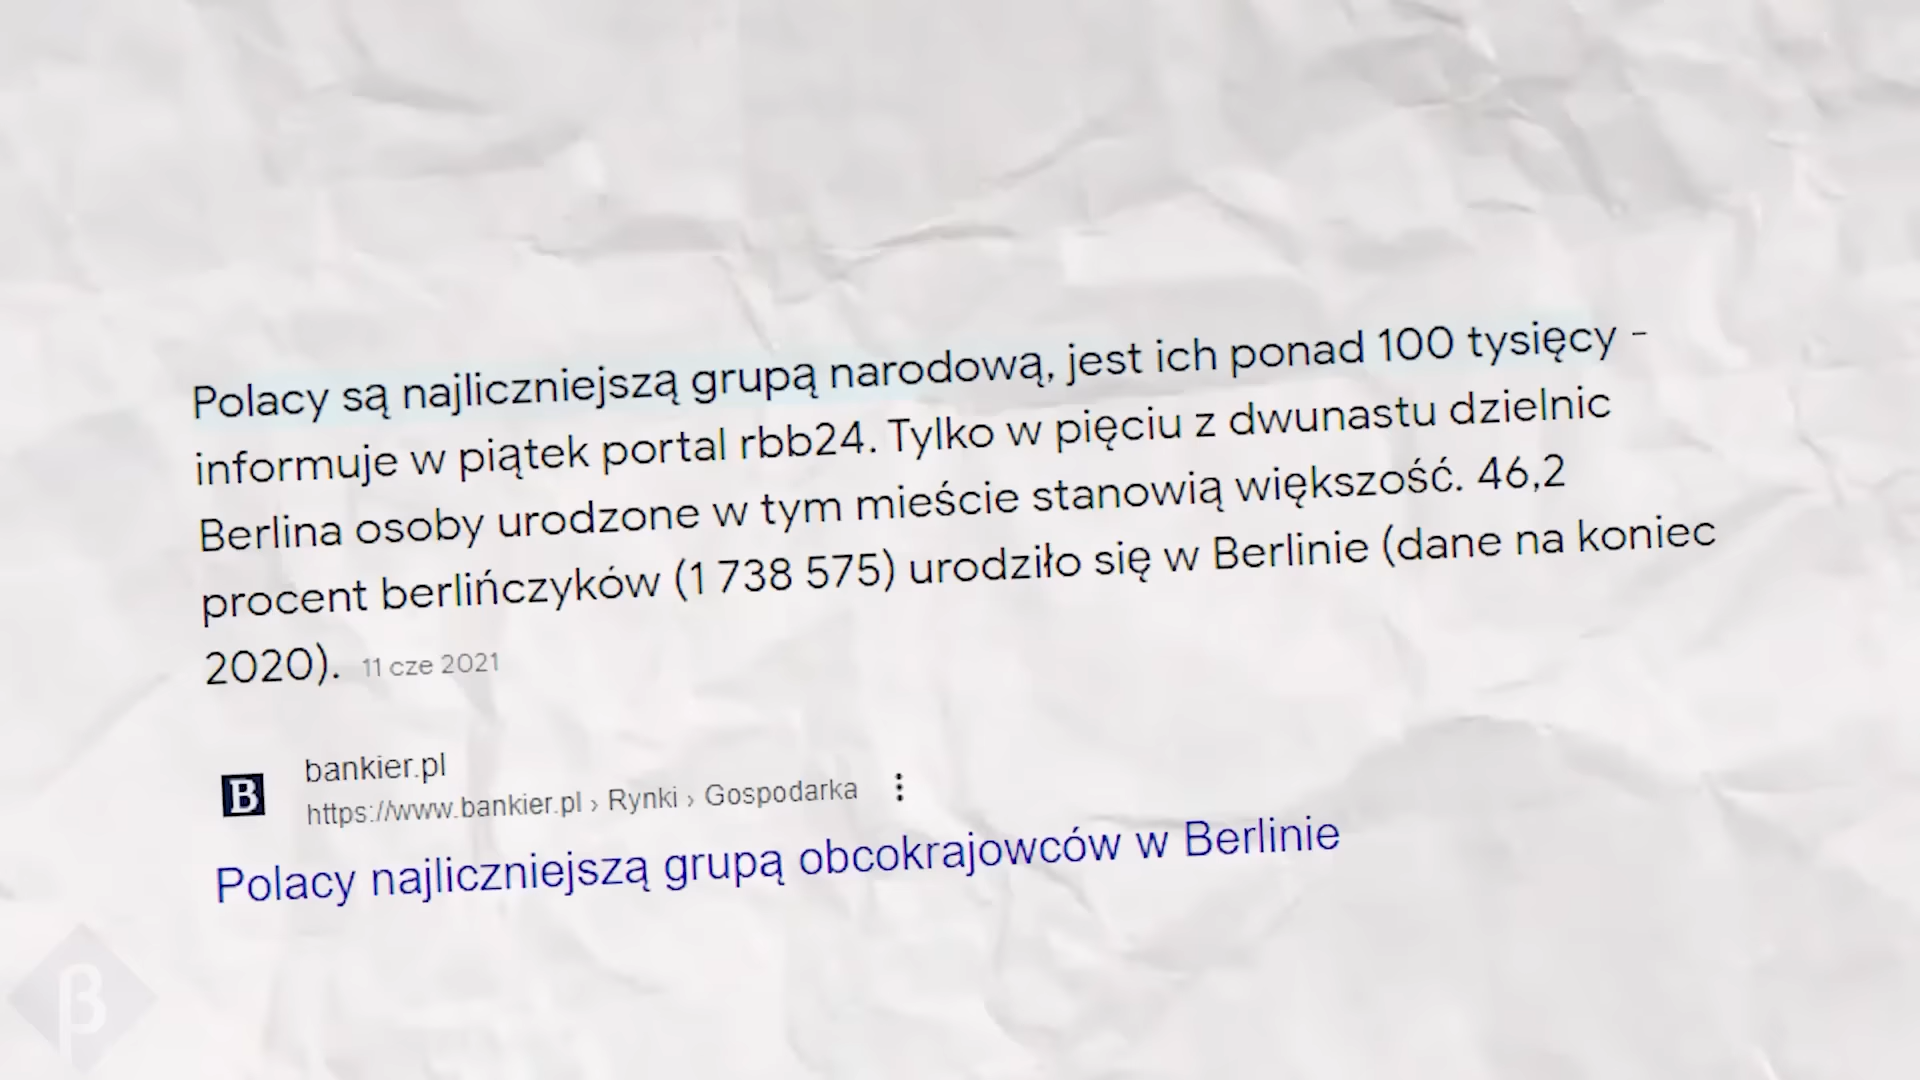 Polacy są najliczniejszą grupą narodową, jest ich ponad 100 tysięcy -
informuje w piątek portal rbb24. Tylko w pięciu z dwunastu dzielnic
Berlina osoby urodzone w tym mieście stanowią większość. 46,2
procent berlińczyków (1 738 575) urodziło się w Berlinie (dane na koniec
2020). 11 cze 2021
B
bankier.pl
https://www.bankier.pl › Rynki › Gospodarka
Polacy najliczniejszą grupą obcokrajowców w Berlinie
β